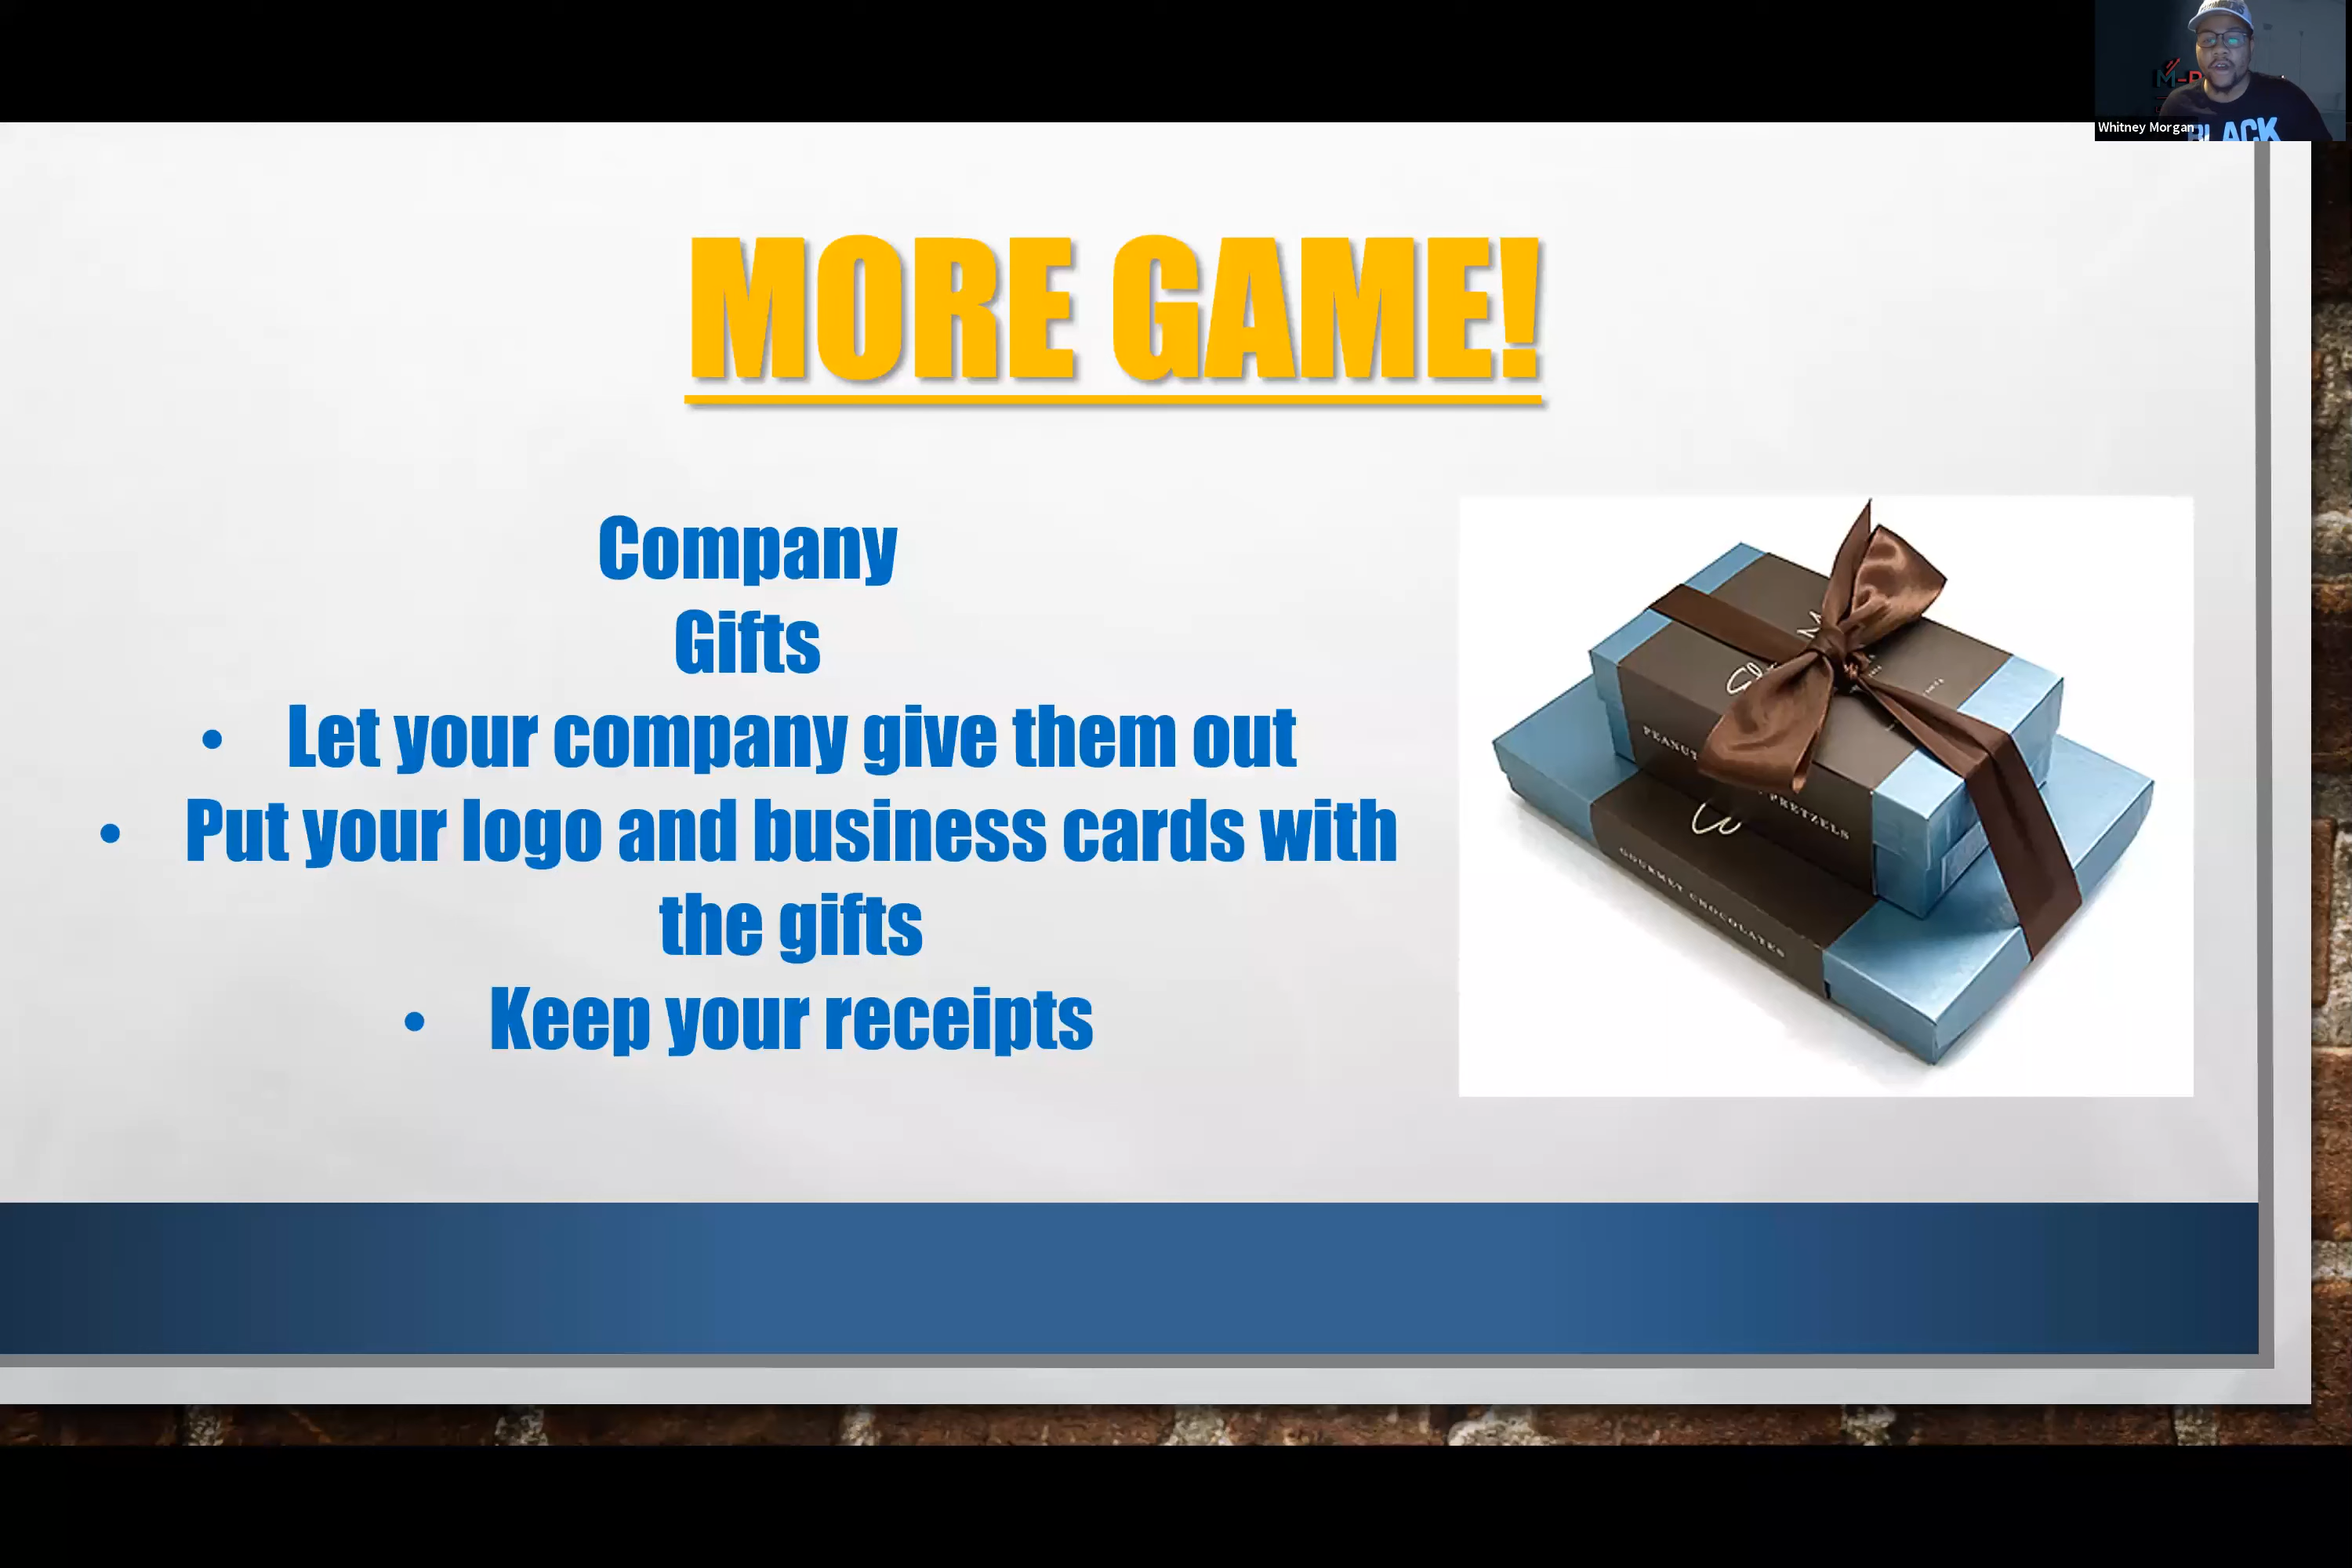 Whitney Morgan
BLACK
MORE GAME!
Company
Gifts
• Let your company give them out
• Put your logo and business cards with
the gifts
• Keep your receipts
PEANUT
PRETZELS
GOURMET CHOCOLATES